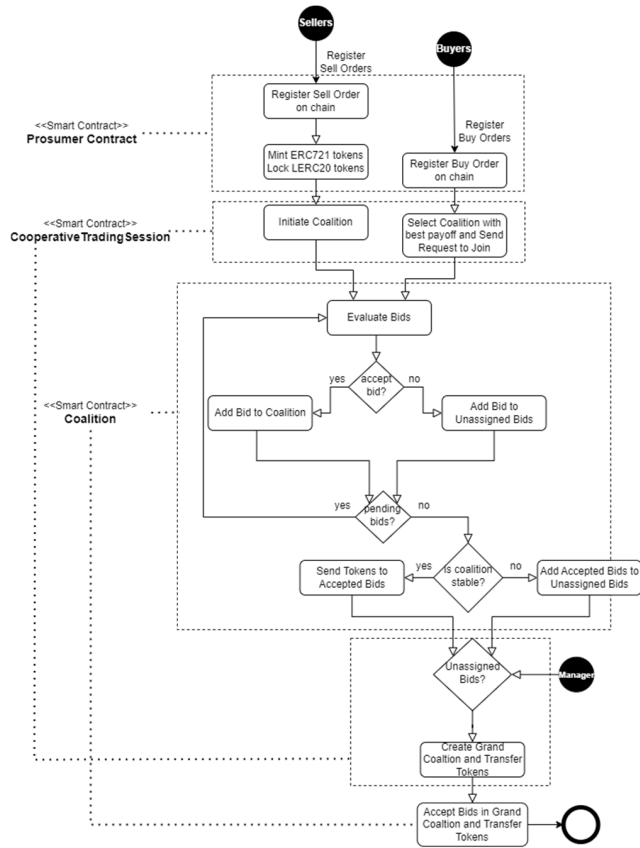 Sellers
Buyers
Register
Sell Orders
Register Sell Order
on chain
<<Smart Contract>>
Prosumer Contract
Register
Buy Orders
Mint ERC721 tokens
Lock LERC20 tokens
Register Buy Order
on chain
<<Smart Contract>>
CooperativeTradingSession
Initiate Coalition
Select Coalition with
best payoff and Send
Request to Join
Evaluate Bids
yes
accept
bid?
no
<<Smart Contract>>
Coalition
Add Bid to Coalition
Add Bid to
Unassigned Bids
yes
pending
bids?
no
Send Tokens to
Accepted Bids
yes
Is coalition
stable?
no
Add Accepted Bids to
Unassigned Bids
Unassigned
Bids?
Manager
Create Grand
Coaltion and Transfer
Tokens
Accept Bids in Grand
Coaltion and Transfer
Tokens